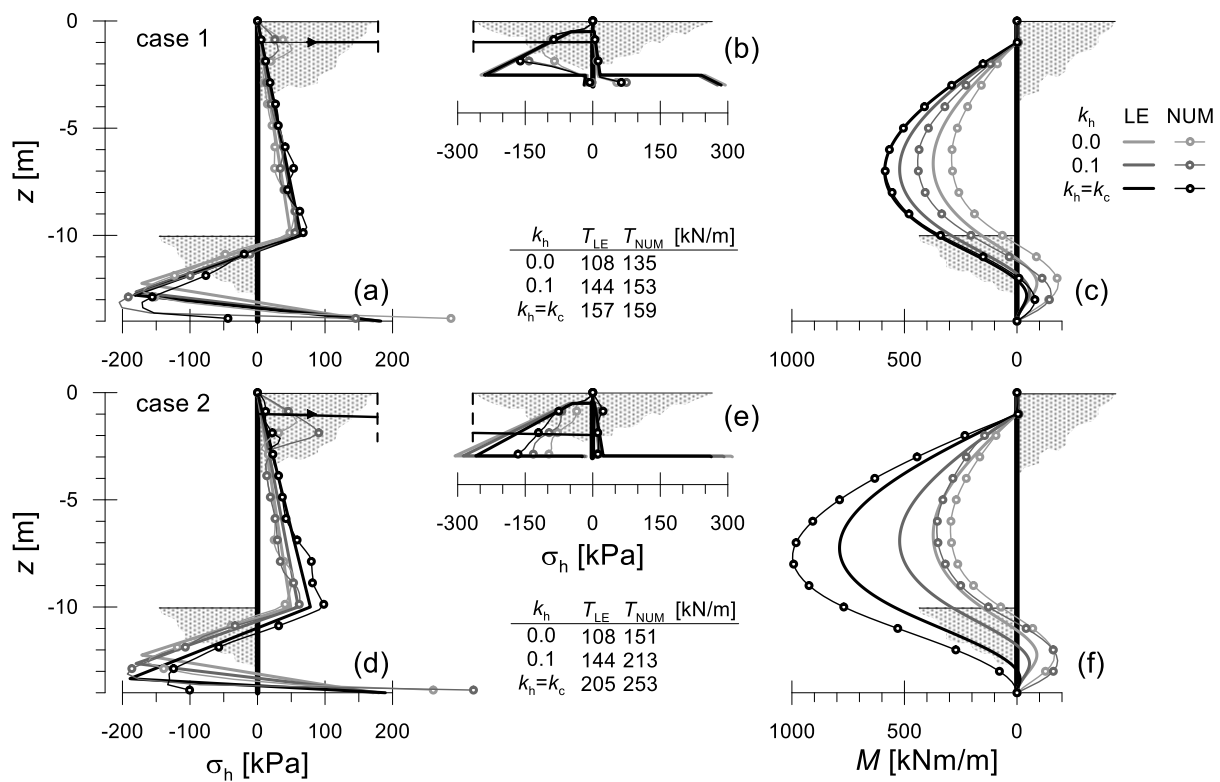 case 1
(b)
z [m]
0
-5
-10
-300 -150 0 150 300
k_h LE NUM
0.0
0.1
k_h=k_c
k_h T_LE T_NUM [kN/m]
0.0 108 135
0.1 144 153
k_h=k_c 157 159
(a)
(c)
-200 -100 0 100 200
1000 500 0
case 2
(e)
z [m]
0
-5
-10
-300 -150 0 150 300
σ_h [kPa]
k_h T_LE T_NUM [kN/m]
0.0 108 151
0.1 144 213
k_h=k_c 205 253
(d)
(f)
-200 -100 0 100 200
σ_h [kPa]
1000 500 0
M [kNm/m]